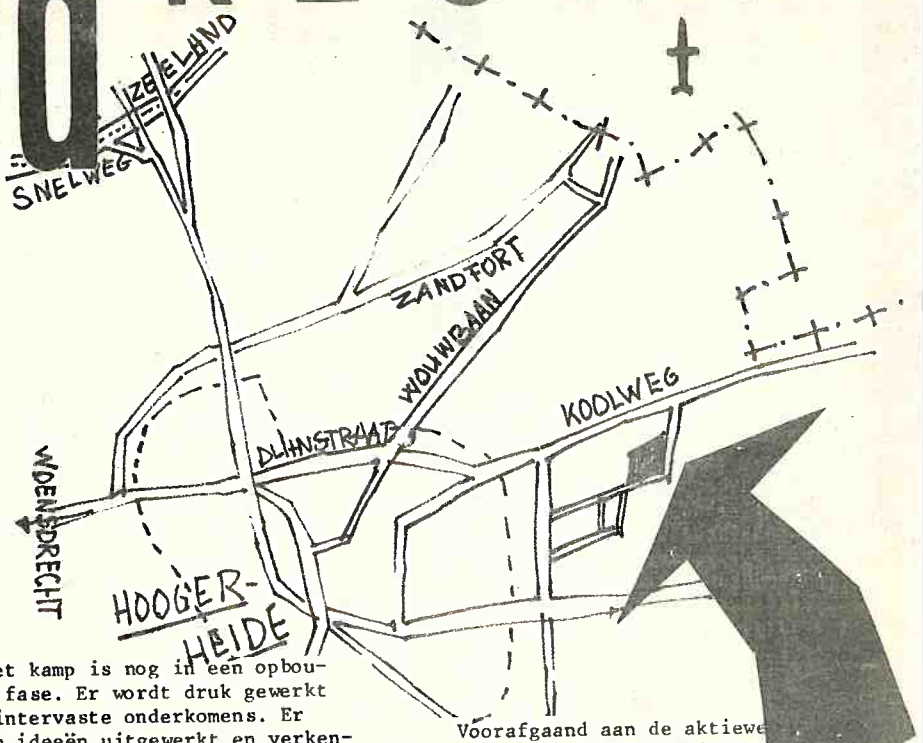 ZEELAND
SNELWEG
ZANDFORT
WOUWBAAN
KOOLWEG
DUINSTRAAT
WOENSDRECHT
HOOGER-
HEIDE
et kamp is nog in een opbou-
fase. Er wordt druk gewerkt
intervaste onderkomens. Er
ideeën uitgewerkt en verken-
Voorafgaand aan de aktiewe